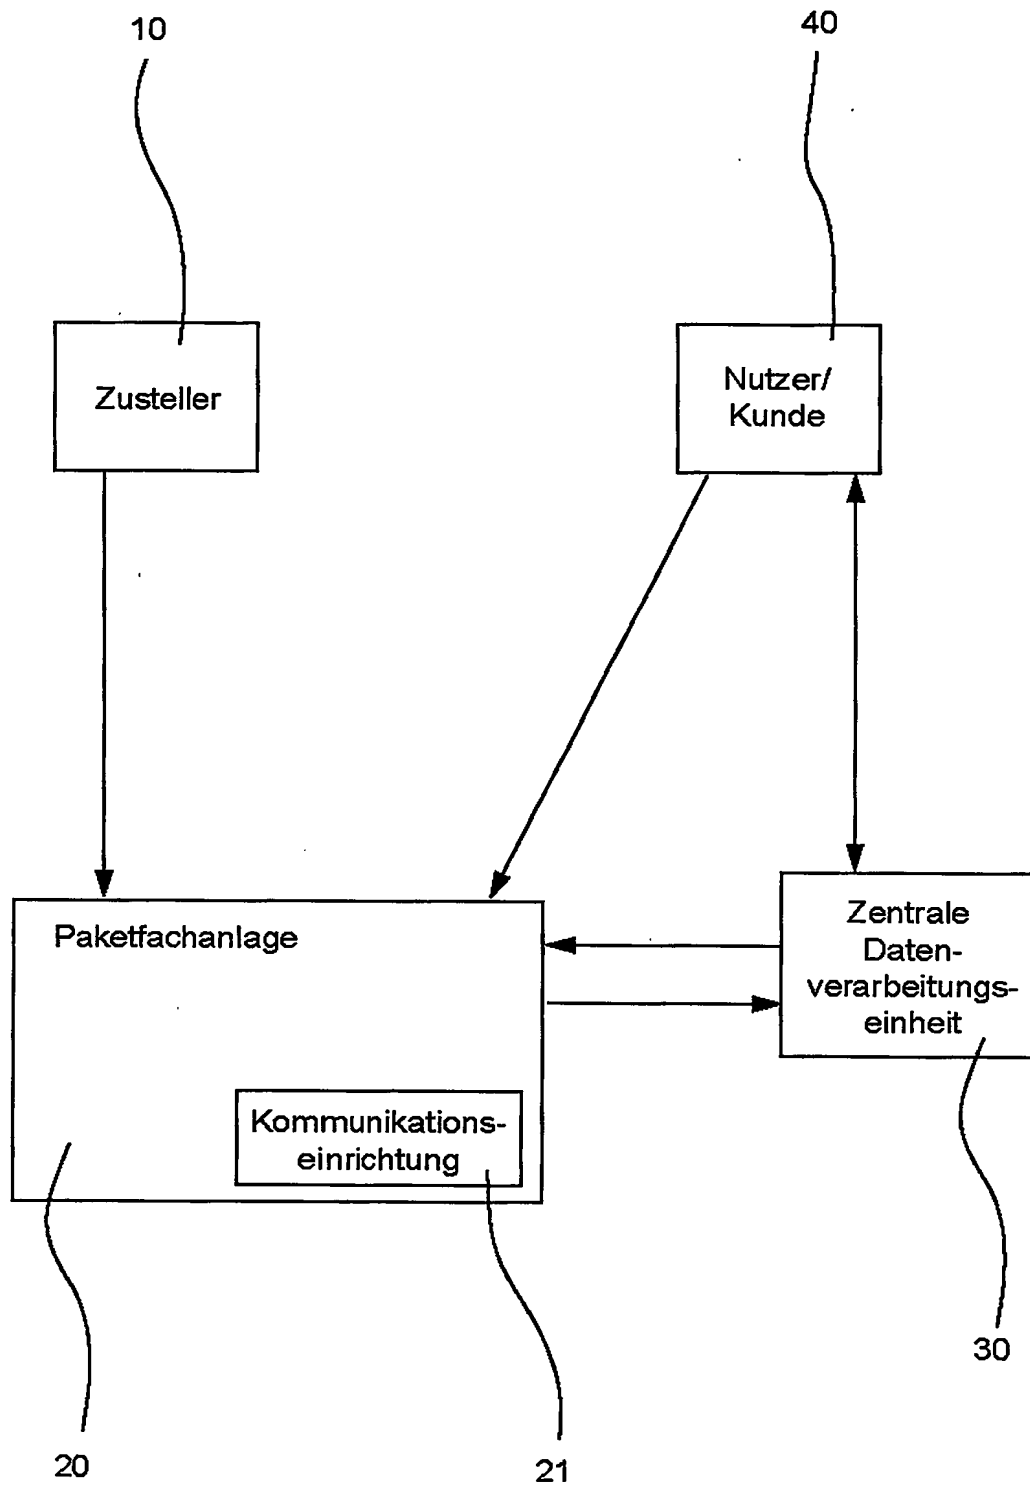 10
40
Zusteller
Nutzer/
Kunde
Paketfachanlage
Zentrale
Daten-
verarbeitungs-
einheit
Kommunikations-
einrichtung
30
20
21